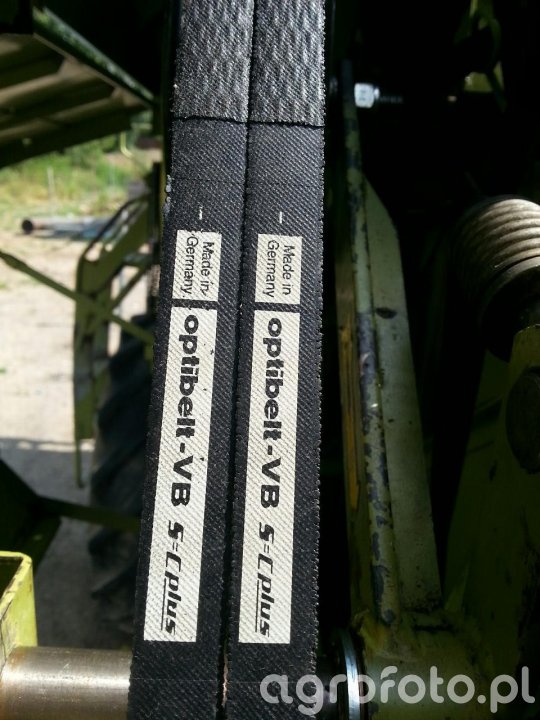 Made in
Germany
optibelt-VB S=C plus
Made in
Germany
optibelt-VB S=C plus
agrofoto.pl